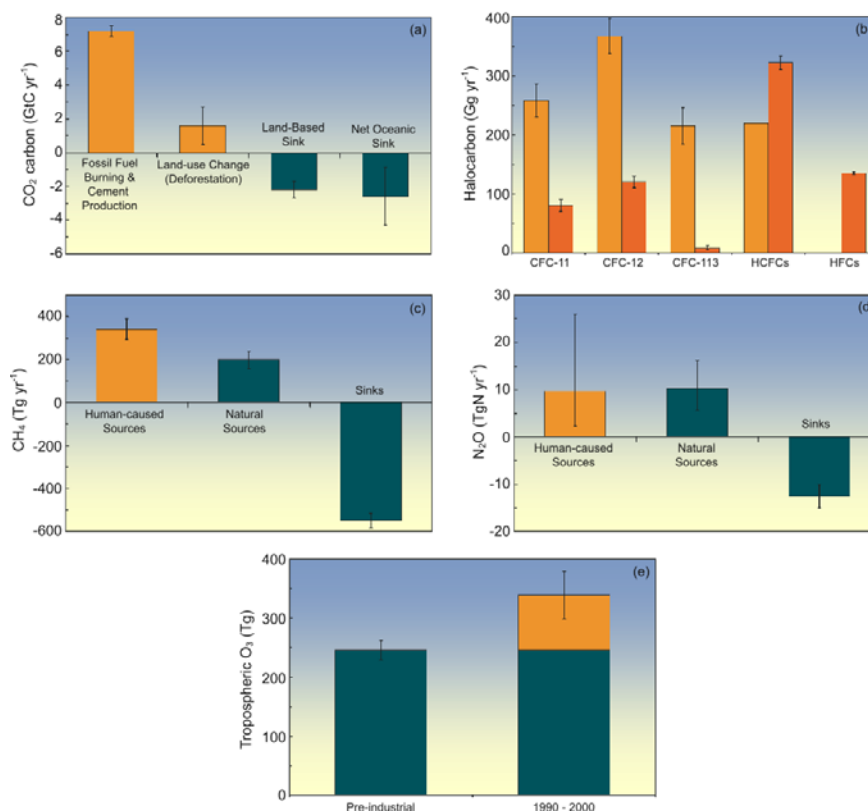 (a)
CO₂ carbon (GtC yr⁻¹)
8
6
4
2
0
-2
-4
-6
Fossil Fuel
Burning &
Cement
Production
Land-use Change
(Deforestation)
Land-Based
Sink
Net Oceanic
Sink
(b
Halocarbon (Gg yr⁻¹)
400
300
200
100
0
CFC-11
CFC-12
CFC-113
HCFCs
HFCs
(c)
CH₄ (Tg yr⁻¹)
400
200
0
-200
-400
-600
Human-caused
Sources
Natural
Sources
Sinks
(d
N₂O (TgN yr⁻¹)
30
20
10
0
-10
-20
Human-caused
Sources
Natural
Sources
Sinks
(e)
Tropospheric O₃ (Tg)
400
300
200
100
0
Pre-industrial
1990 - 2000